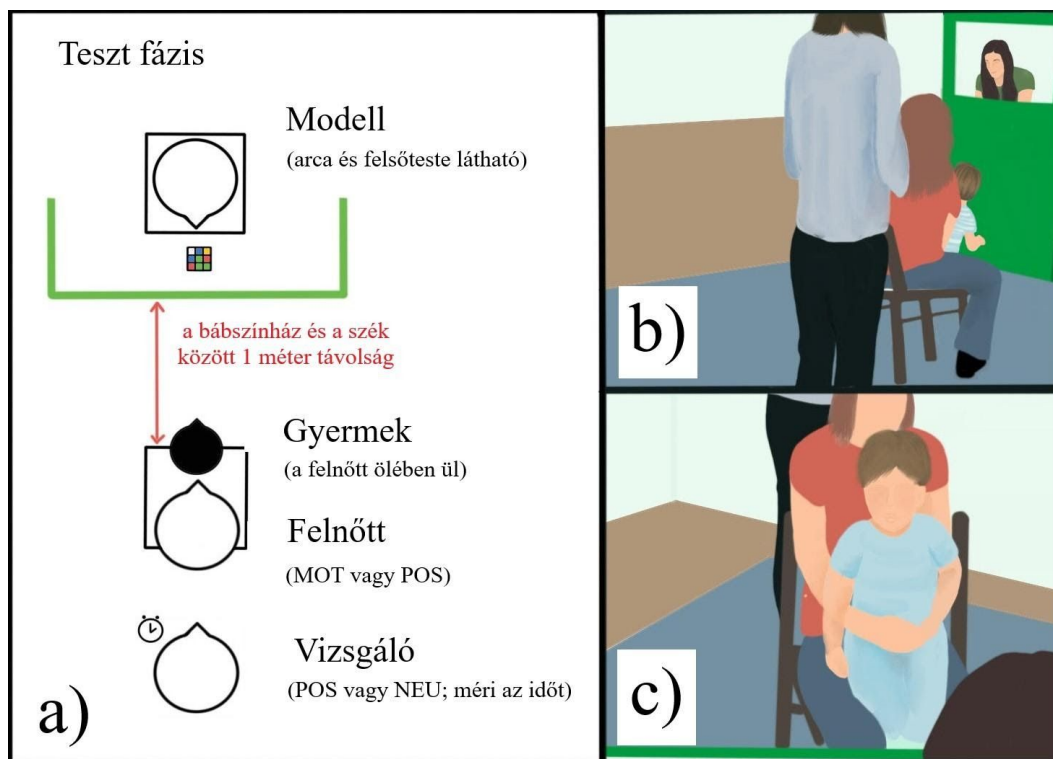 Teszt fázis
Modell
(arca és felsőteste látható)
a bábszínház és a szék
között 1 méter távolság
Gyermek
(a felnőtt ölében ül)
Felnőtt
(MOT vagy POS)
Vizsgáló
(POS vagy NEU; méri az időt)
a)
b)
c)